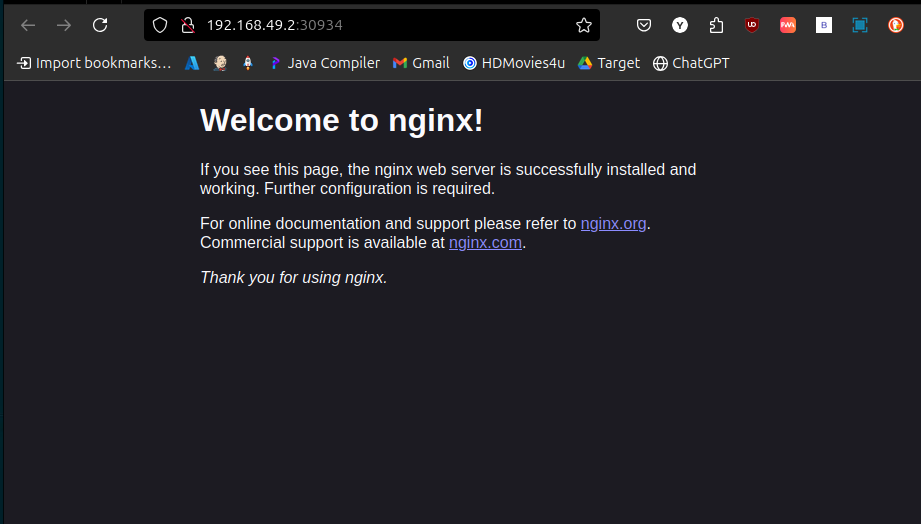 192.168.49.2:30934
Y
UD
FWA
B
Import bookmarks… Java Compiler Gmail HDMovies4u Target ChatGPT
Welcome to nginx!
If you see this page, the nginx web server is successfully installed and
working. Further configuration is required.
For online documentation and support please refer to nginx.org.
Commercial support is available at nginx.com.
Thank you for using nginx.